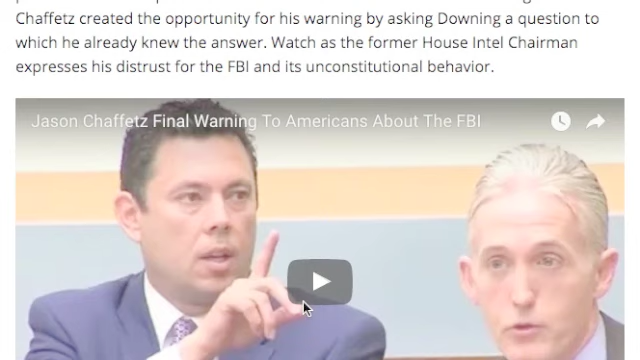 Chaffetz created the opportunity for his warning by asking Downing a question to
which he already knew the answer. Watch as the former House Intel Chairman
expresses his distrust for the FBI and its unconstitutional behavior.
Jason Chaffetz Final Warning To Americans About The FBI